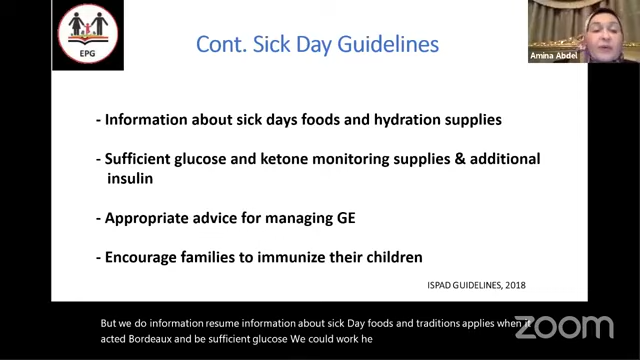 EPG
Cont. Sick Day Guidelines
Amina Abdel
- Information about sick days foods and hydration supplies
- Sufficient glucose and ketone monitoring supplies & additional
insulin
- Appropriate advice for managing GE
- Encourage families to immunize their children
ISPAD GUIDELINES, 2018
But we do information resume information about sick Day foods and traditions applies when it
acted Bordeaux and be sufficient glucose We could work he
zoom